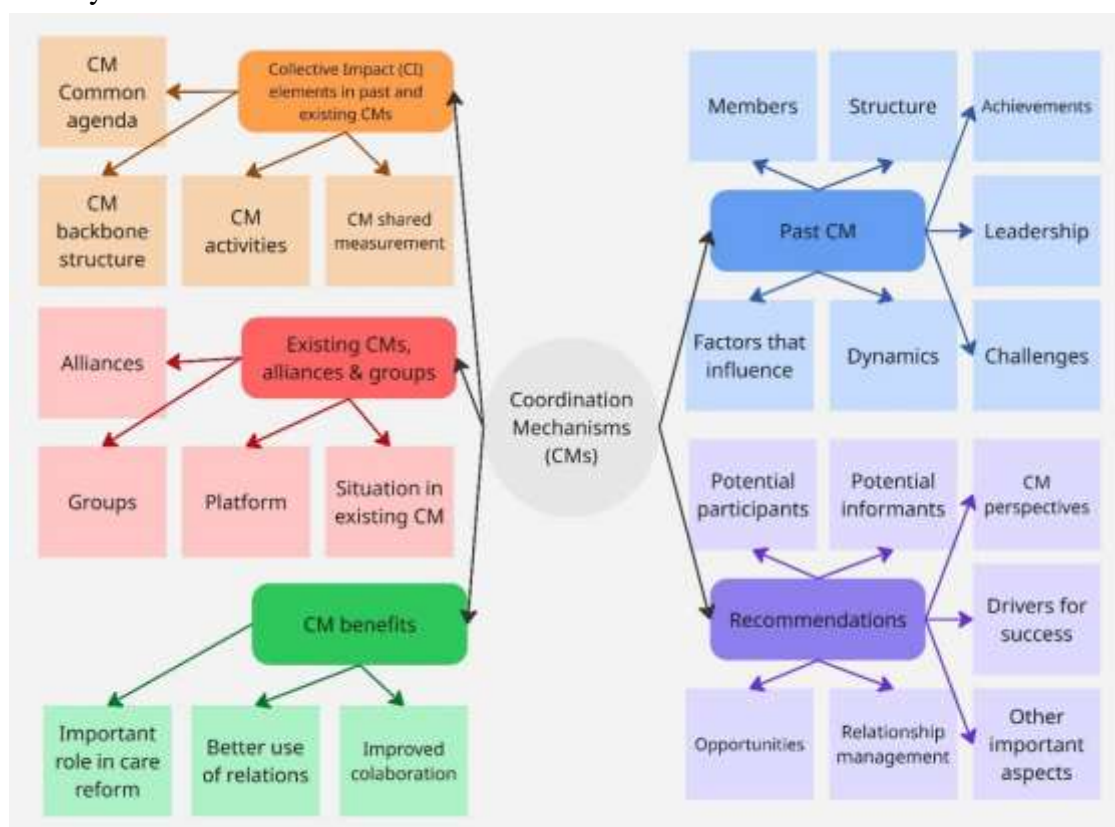 CM
Common
agenda
Collective Impact (CI)
elements in past and
existing CMs
CM
backbone
structure
CM
activities
CM shared
measurement
Alliances
Existing CMs,
alliances & groups
Groups
Platform
Situation in
existing CM
CM benefits
Important
role in care
reform
Better use
of relations
Improved
colaboration
Coordination
Mechanisms
(CMs)
Members
Structure
Achievements
Past CM
Leadership
Factors that
influence
Dynamics
Challenges
Potential
participants
Potential
informants
CM
perspectives
Recommendations
Drivers for
success
Opportunities
Relationship
management
Other
important
aspects